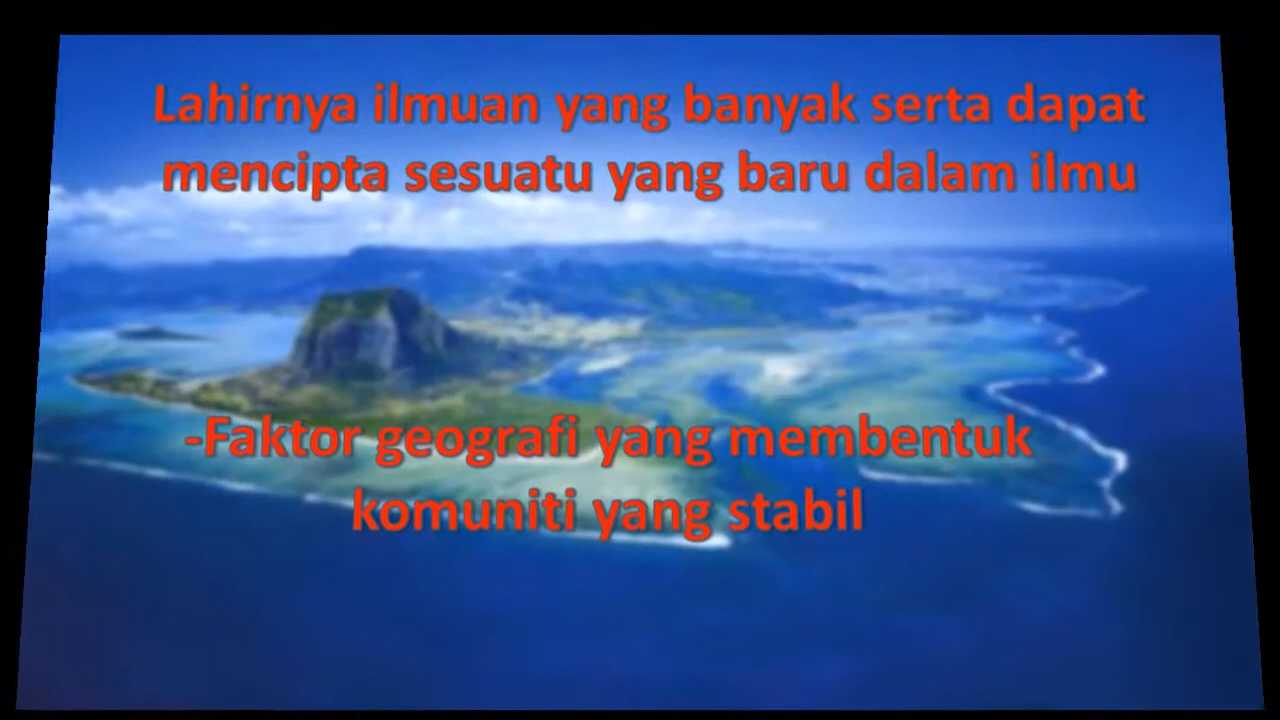 Lahirnya ilmuan yang banyak serta dapat
mencipta sesuatu yang baru dalam ilmu
-Faktor geografi yang membentuk
komuniti yang stabil